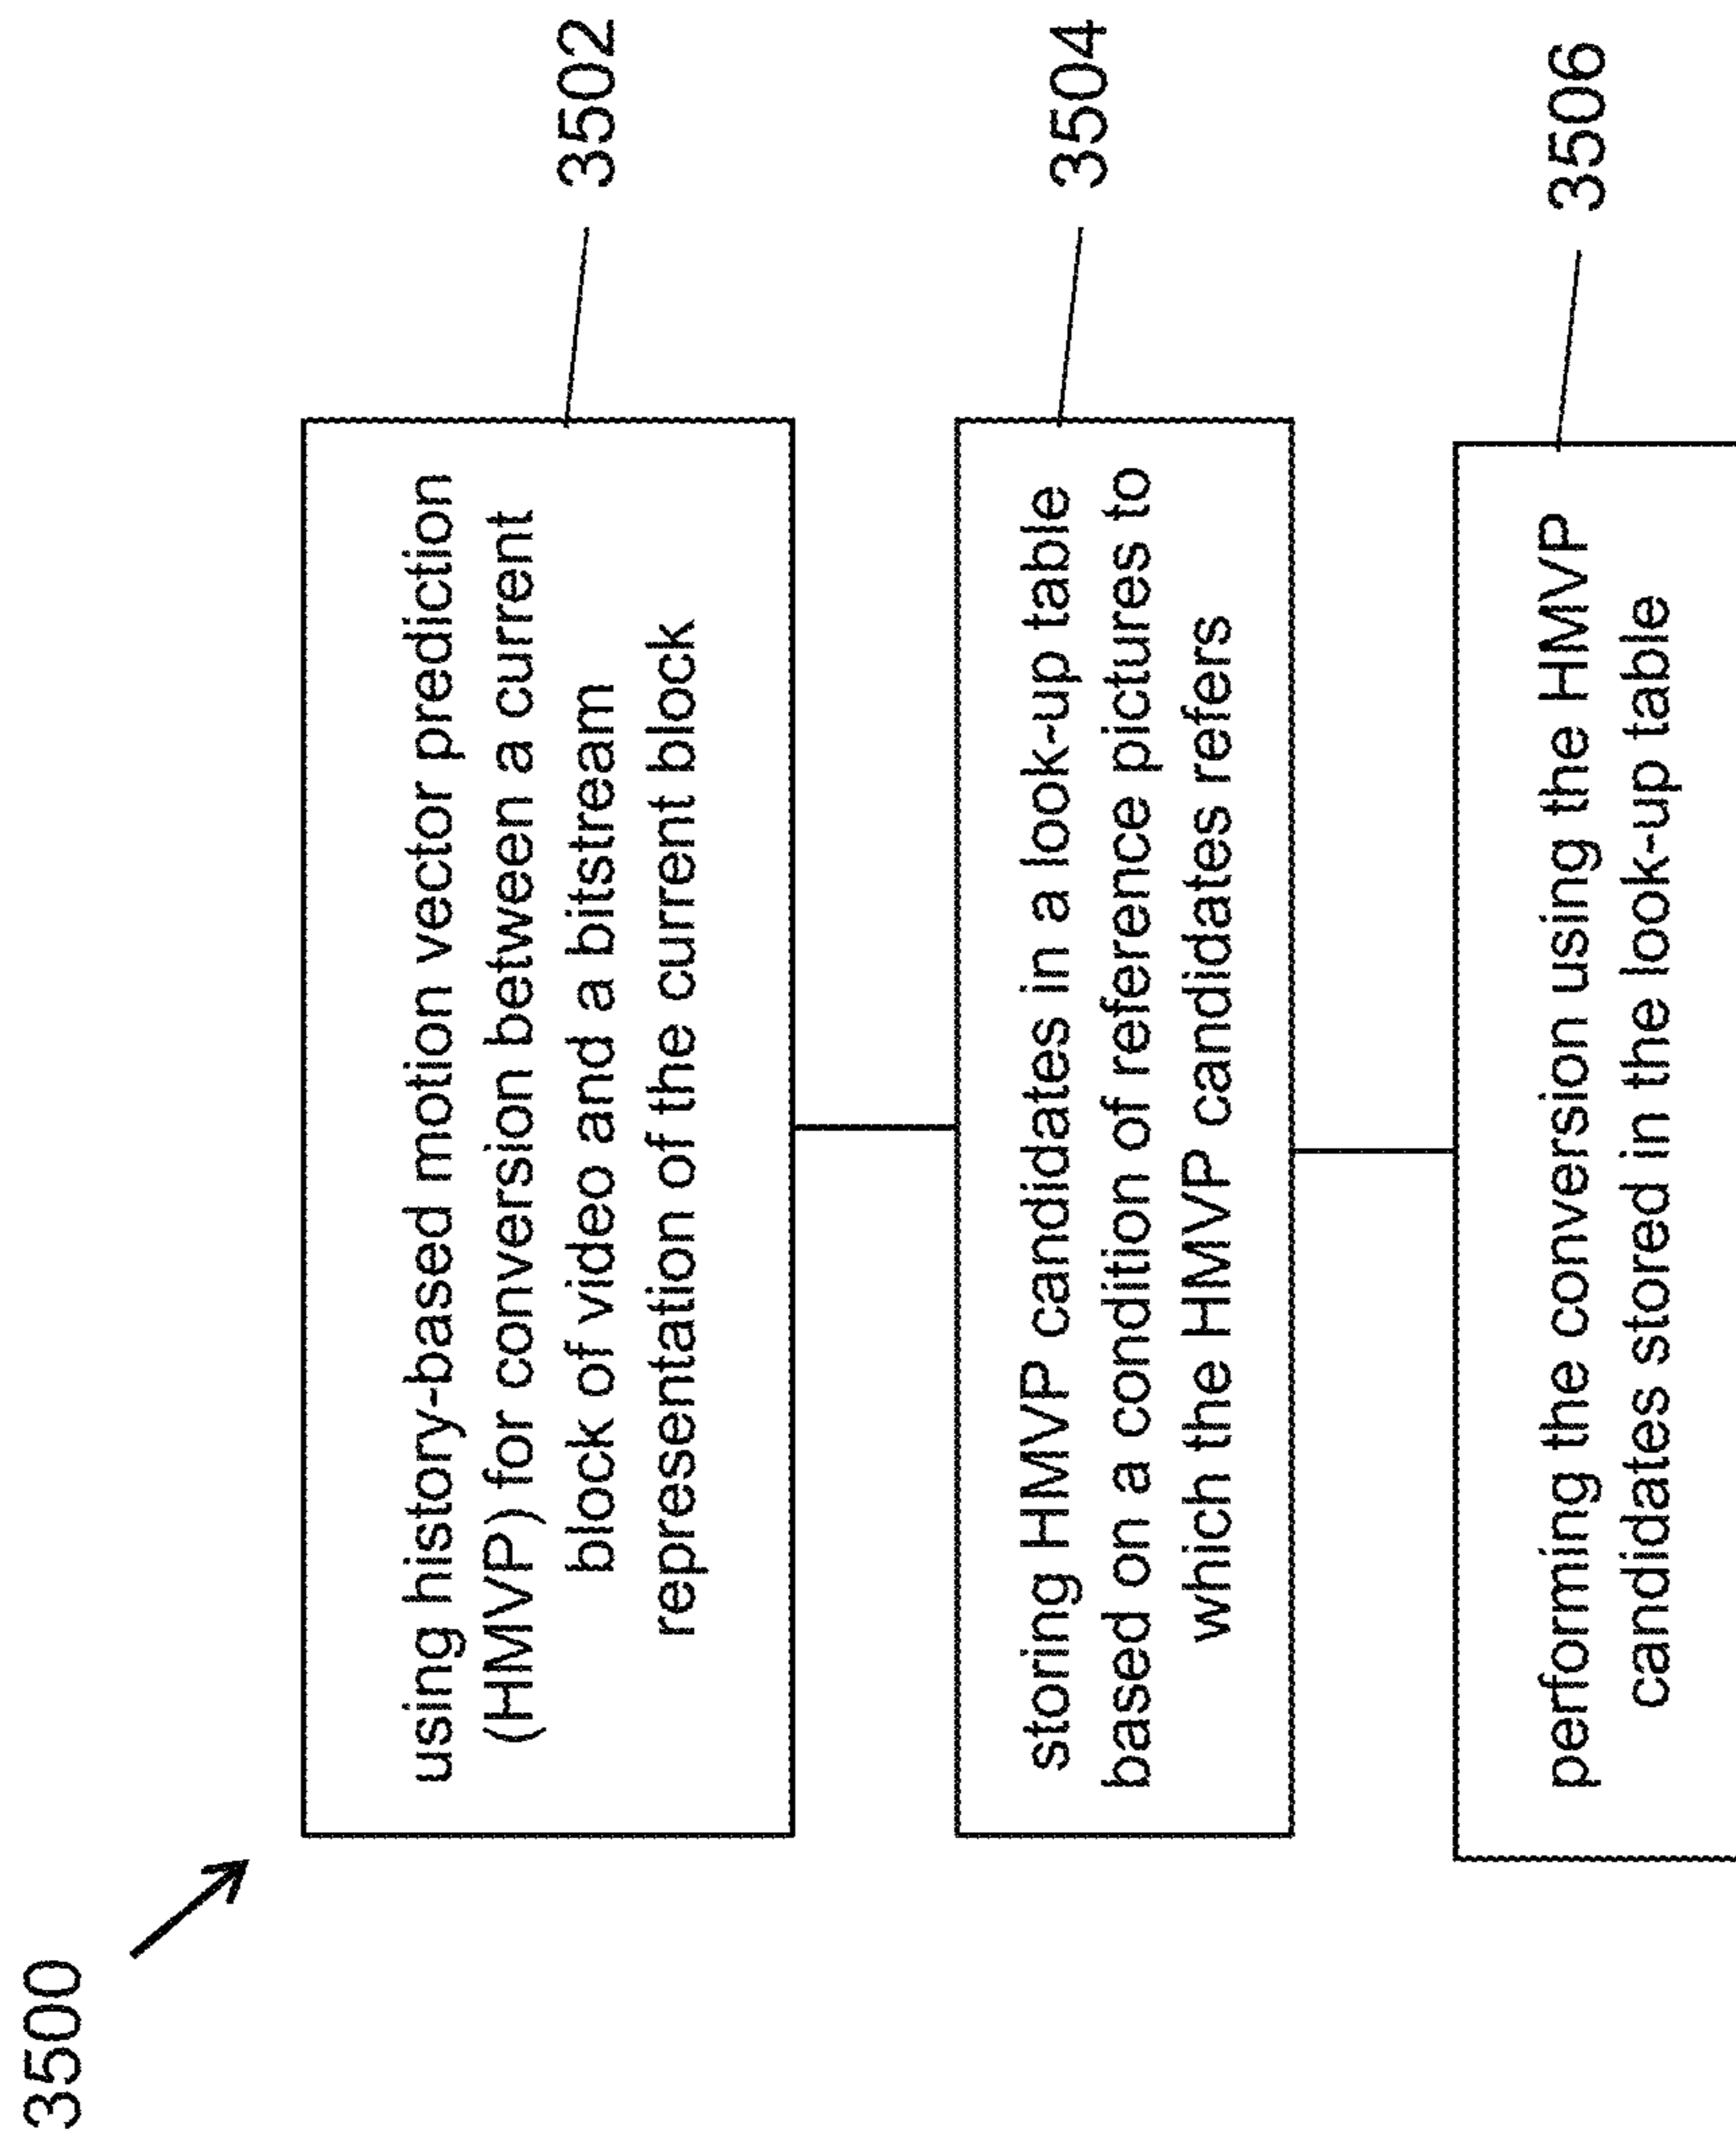 3500
using history-based motion vector prediction
(HMVP) for conversion between a current
block of video and a bitstream
representation of the current block
3502
storing HMVP candidates in a look-up table
based on a condition of reference pictures to
which the HMVP candidates refers
3504
performing the conversion using the HMVP
candidates stored in the look-up table
3506